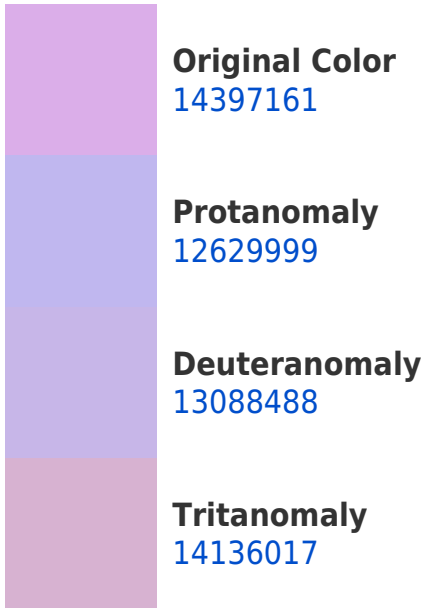 Original Color
14397161
Protanomaly
12629999
Deuteranomaly
13088488
Tritanomaly
14136017